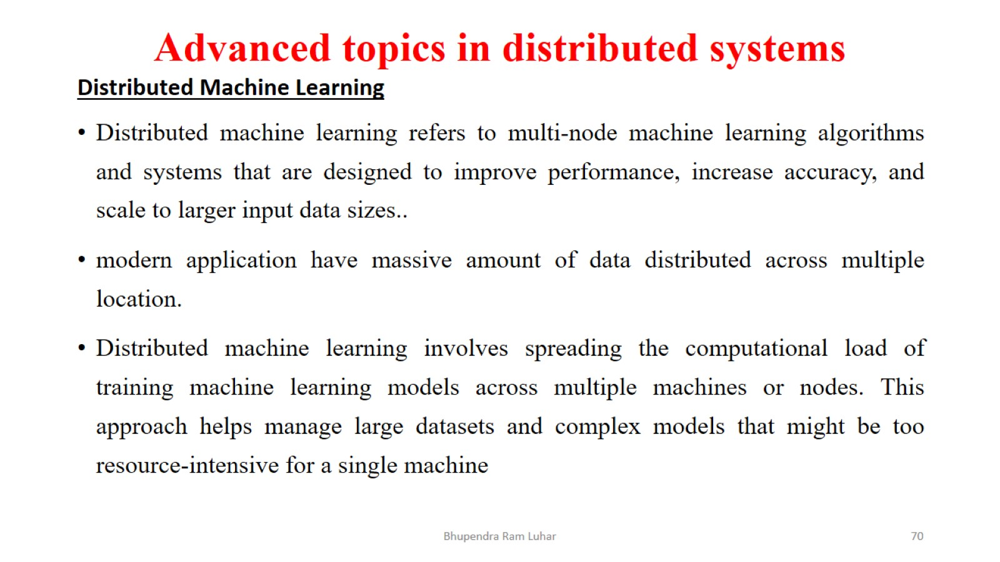 Advanced topics in distributed systems
Distributed Machine Learning
• Distributed machine learning refers to multi-node machine learning algorithms
and systems that are designed to improve performance, increase accuracy, and
scale to larger input data sizes..
• modern application have massive amount of data distributed across multiple
location.
• Distributed machine learning involves spreading the computational load of
training machine learning models across multiple machines or nodes. This
approach helps manage large datasets and complex models that might be too
resource-intensive for a single machine
Bhupendra Ram Luhar
70